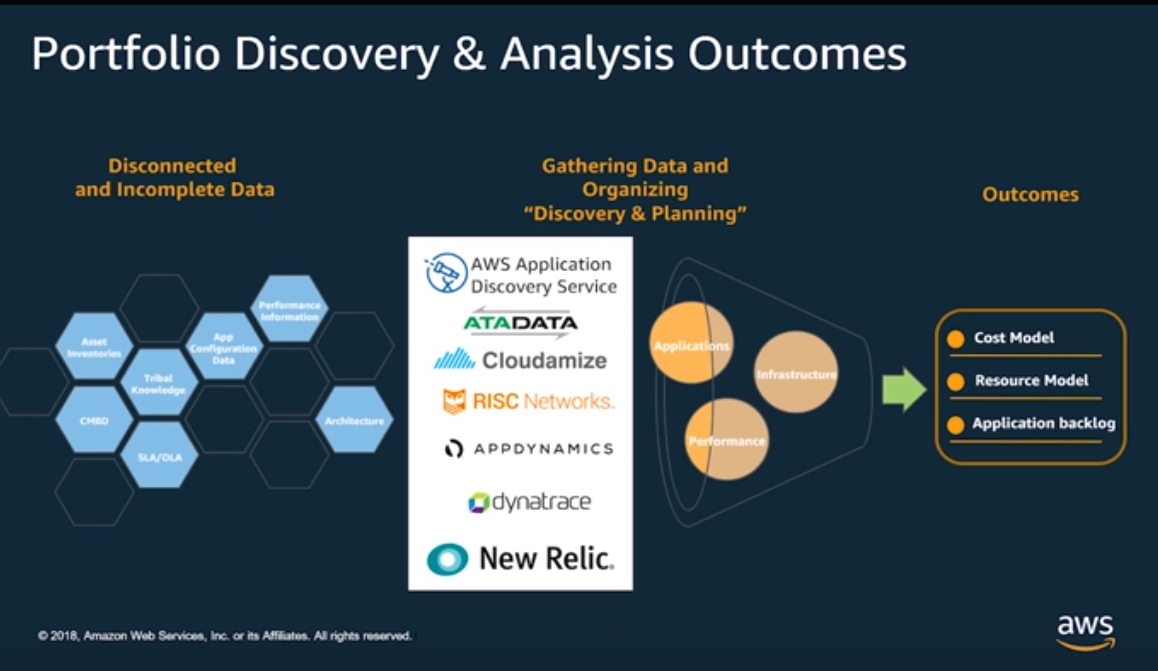 Portfolio Discovery & Analysis Outcomes
Disconnected
and Incomplete Data
Asset
Inventories
CMBD
Tribal
Knowledge
SLA/OLA
App
Configuration
Data
Performance
Information
Architecture
Gathering Data and
Organizing
“Discovery & Planning”
AWS Application
Discovery Service
ATADATA
Cloudamize
RISC Networks.
APPDYNAMICS
dynatrace
New Relic.
Applications
Infrastructure
Performance
Outcomes
Cost Model
Resource Model
Application backlog
© 2018, Amazon Web Services, Inc. or its Affiliates. All rights reserved.
aws